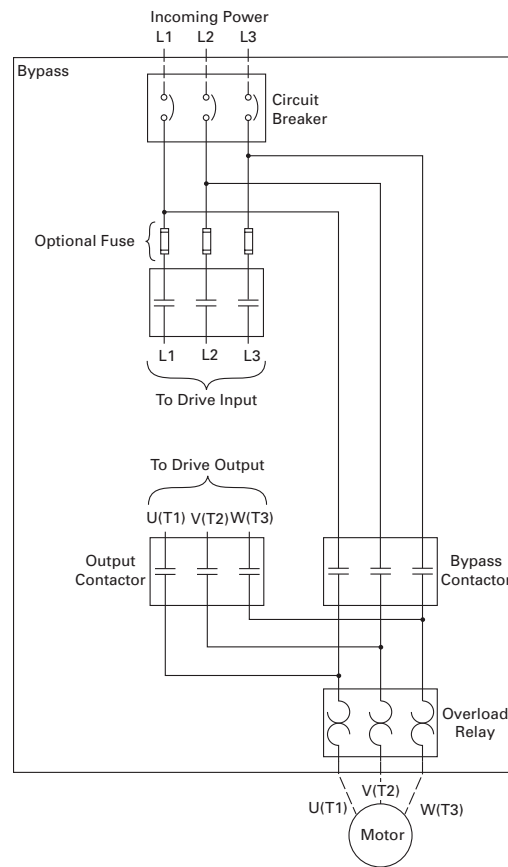 Incoming Power
L1 L2 L3
Bypass
Circuit
Breaker
Optional Fuse
L1 L2 L3
To Drive Input
To Drive Output
U(T1) V(T2) W(T3)
Output
Contactor
Bypass
Contactor
Overload
Relay
V(T2)
U(T1) W(T3)
Motor